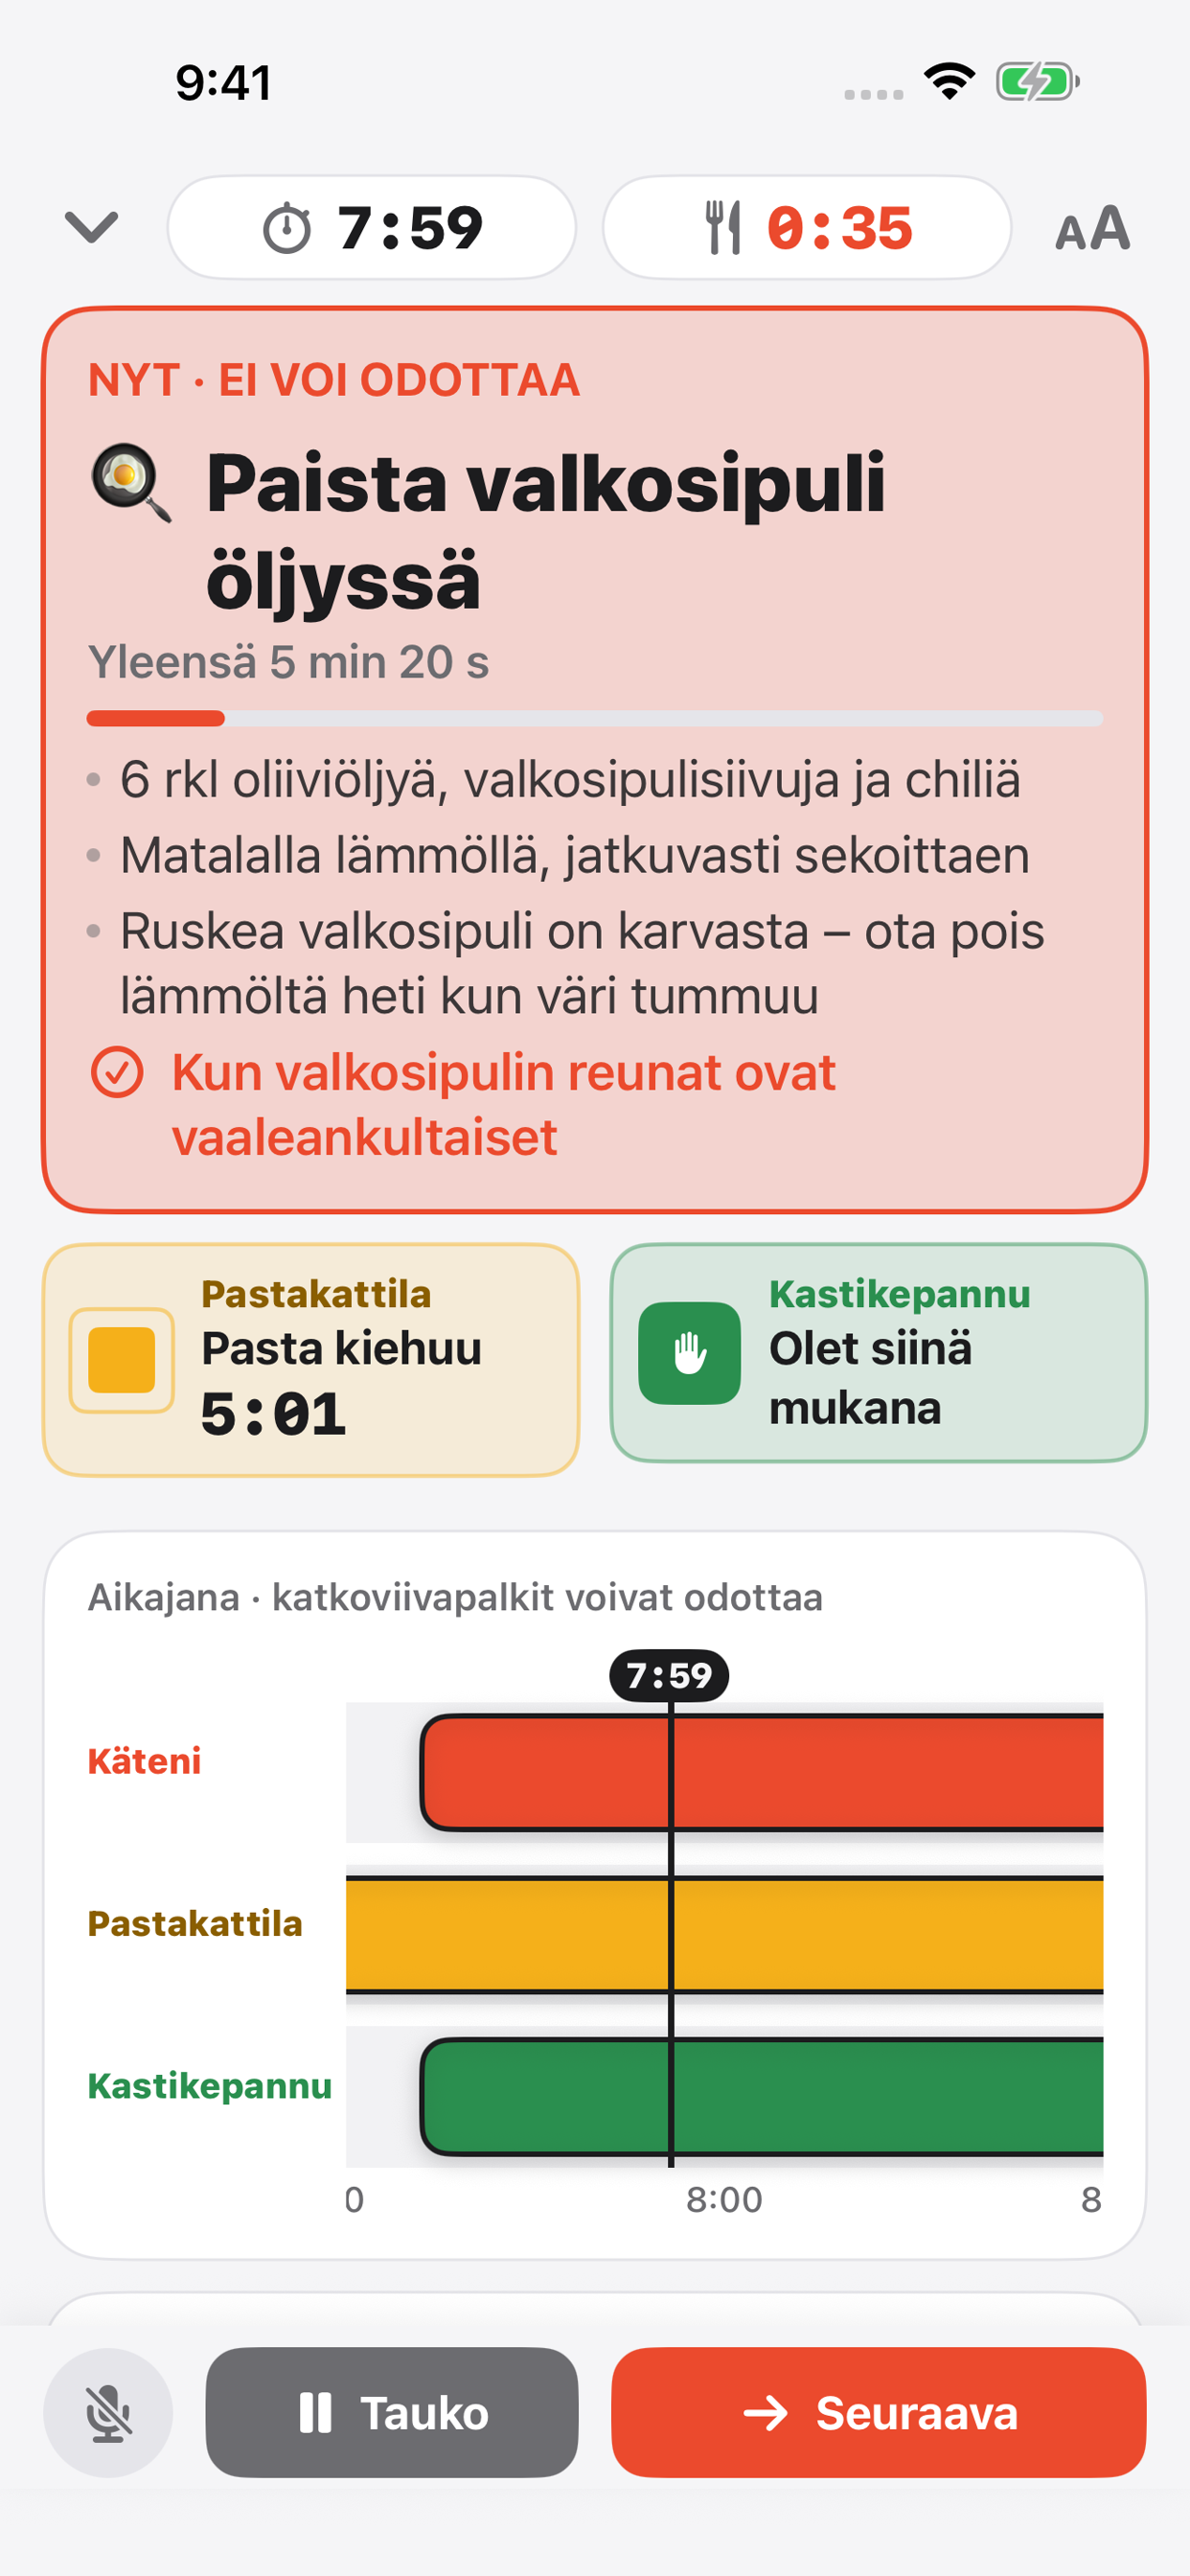 9:41
7:59
0:35
AA
NYT · EI VOI ODOTTAA
Paista valkosipuli
öljyssä
Yleensä 5 min 20 s
6 rkl oliiviöljyä, valkosipulisiivuja ja chiliä
Matalalla lämmöllä, jatkuvasti sekoittaen
Ruskea valkosipuli on karvasta – ota pois
lämmöltä heti kun väri tummuu
Kun valkosipulin reunat ovat
vaaleankultaiset
Pastakattila
Pasta kiehuu
5:01
Kastikepannu
Olet siinä
mukana
Aikajana · katkoviivapalkit voivat odottaa
7:59
Käteni
Pastakattila
Kastikepannu
0
8:00
8
Tauko
Seuraava